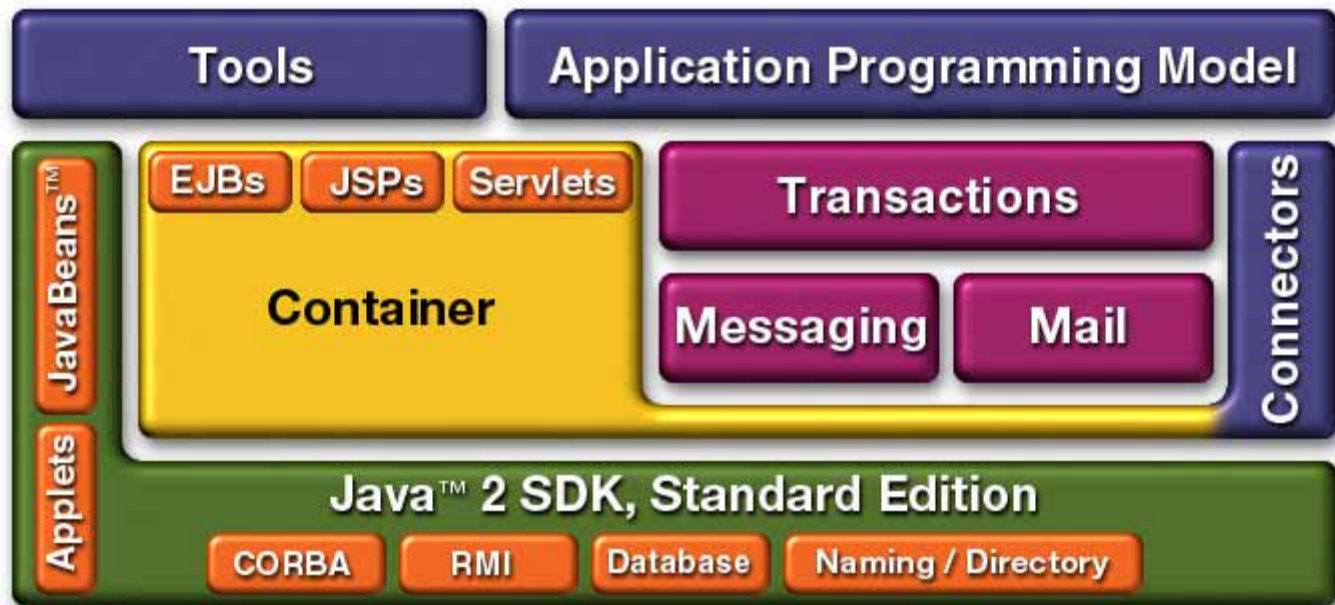 Tools
Application Programming Model
JavaBeans™
Applets
EJBs
JSPs
Servlets
Container
Transactions
Messaging
Mail
Connectors
Java™ 2 SDK, Standard Edition
CORBA
RMI
Database
Naming / Directory